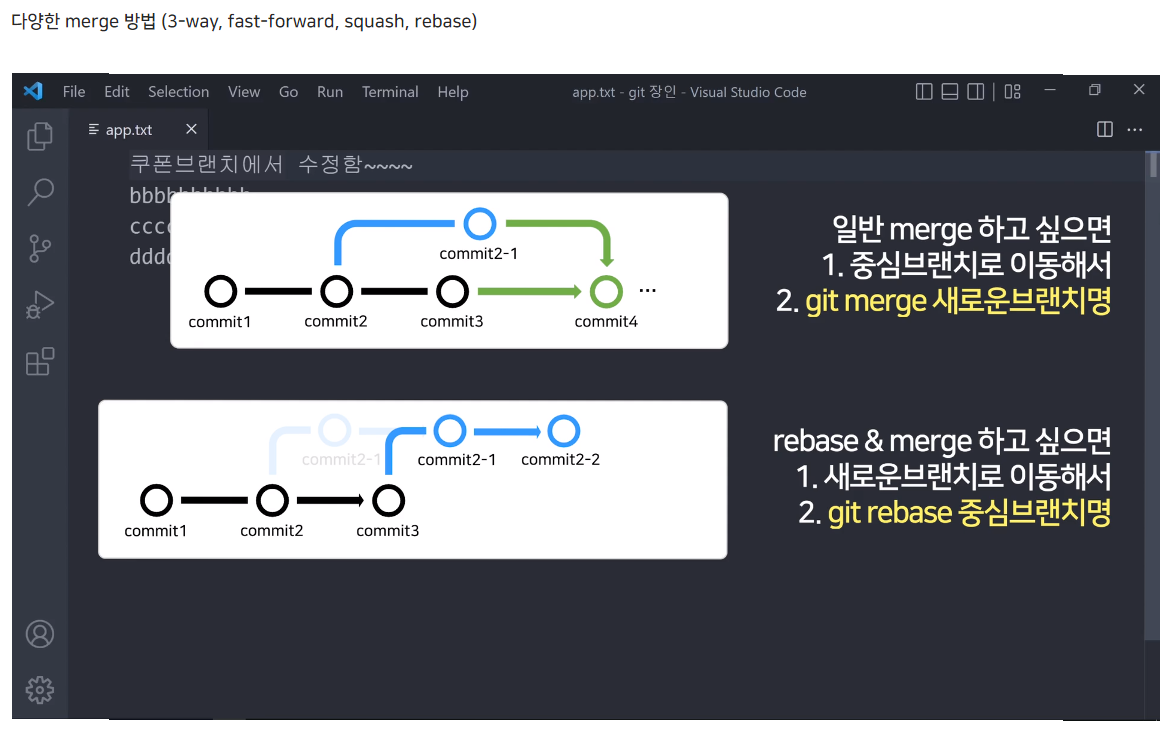 다양한 merge 방법 (3-way, fast-forward, squash, rebase)
File Edit Selection View Go Run Terminal Help app.txt - git 장인 - Visual Studio Code
app.txt
쿠폰브랜치에서 수정함~~~~
bbbbbbbbbb
cccc
dddd
commit2-1
commit1 commit2 commit3 commit4
...
일반 merge 하고 싶으면
1. 중심브랜치로 이동해서
2. git merge 새로운브랜치명
commit2-1 commit2-1 commit2-2
commit1 commit2 commit3
rebase & merge 하고 싶으면
1. 새로운브랜치로 이동해서
2. git rebase 중심브랜치명